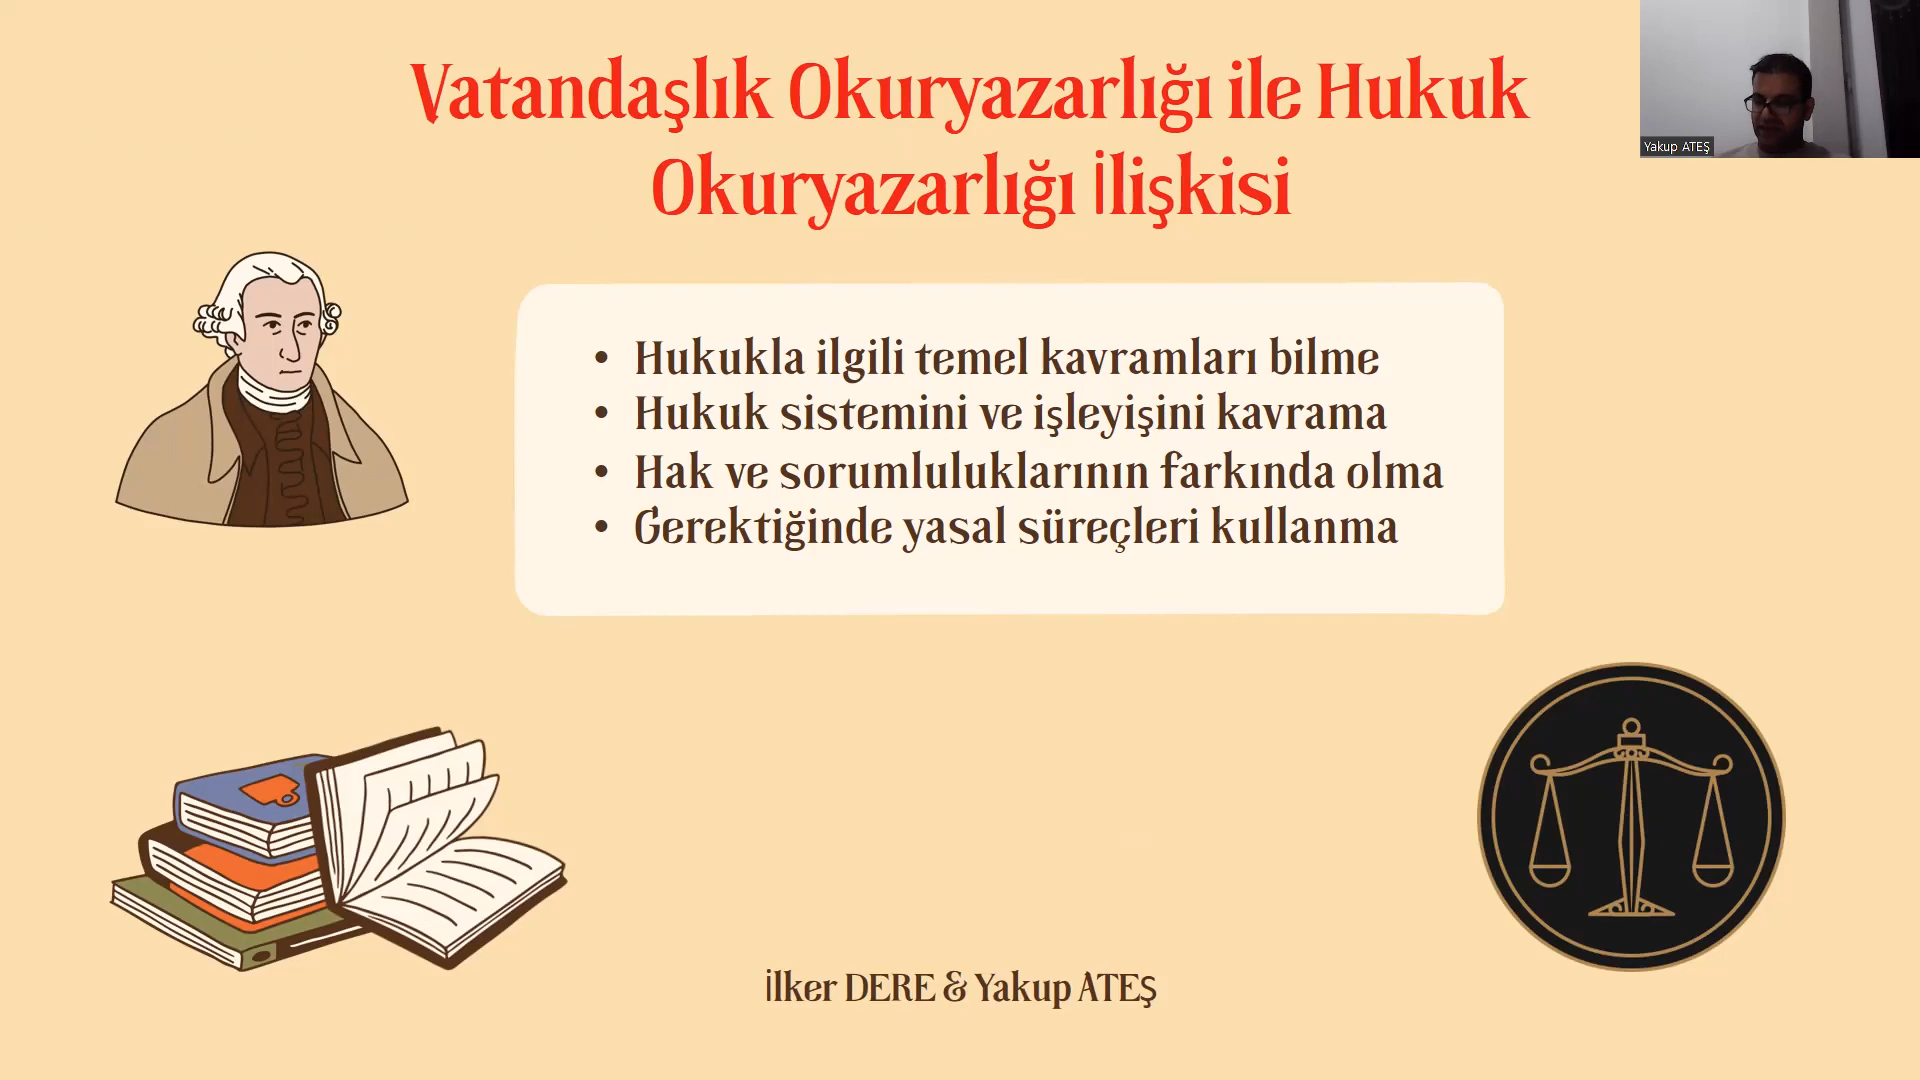 Vatandaşlık Okuryazarlığı ile Hukuk
Okuryazarlığı İlişkisi
Yakup ATEŞ
• Hukukla ilgili temel kavramları bilme
• Hukuk sistemini ve işleyişini kavrama
• Hak ve sorumluluklarının farkında olma
• Gerektiğinde yasal süreçleri kullanma
İlker DERE & Yakup ATEŞ